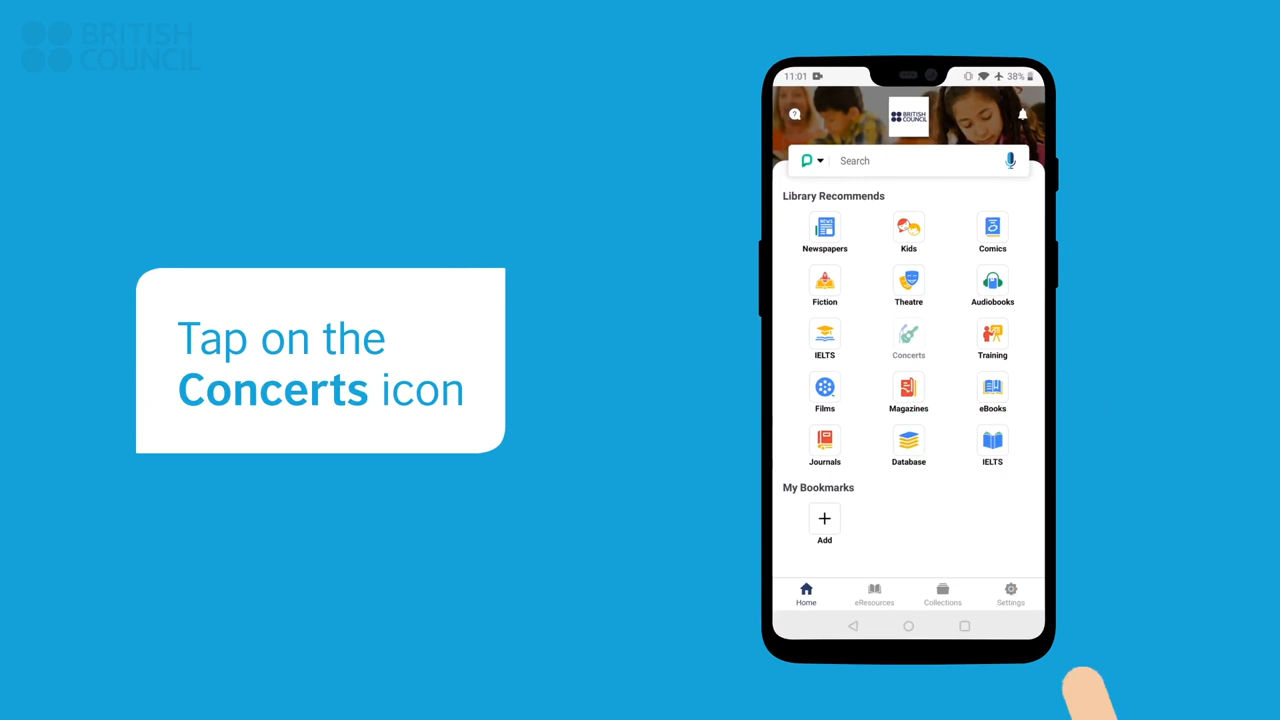 BRITISH
COUNCIL
Tap on the
Concerts icon
11:01
38%
BRITISH
COUNCIL
Search
Library Recommends
NEWS
Newspapers
Kids
Comics
Fiction
Theatre
Audiobooks
IELTS
Concerts
Training
Films
Magazines
eBooks
Journals
Database
IELTS
My Bookmarks
Add
Home
eResources
Collections
Settings